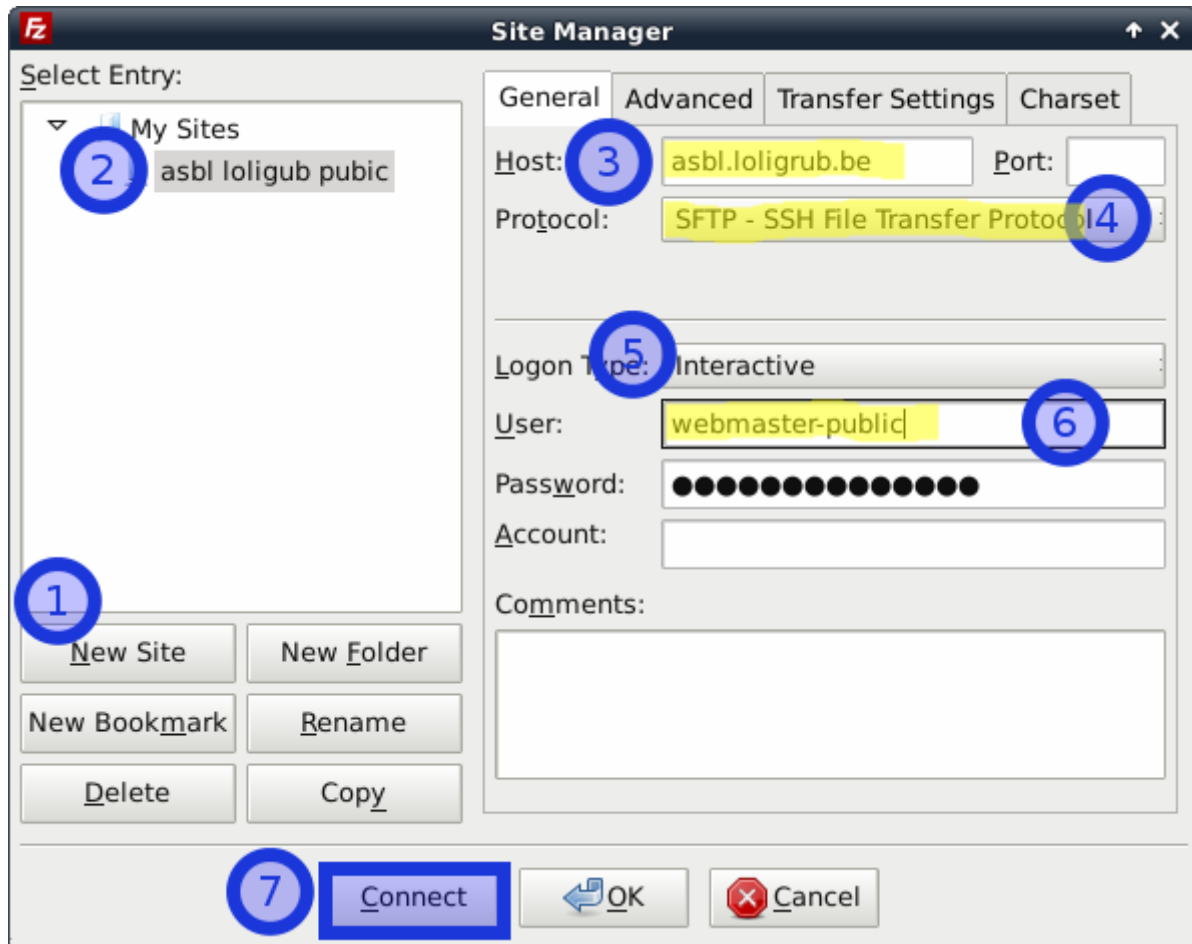 Fz
Site Manager
Select Entry:
My Sites
2
asbl loligub pubic
General Advanced Transfer Settings Charset
Host: 3 asbl.loligrub.be Port:
Protocol: SFTP - SSH File Transfer Protocol 4
Logon Type: 5 Interactive
User: webmaster-public 6
Password: ●●●●●●●●●●●●●●
Account:
Comments:
1
New Site New Folder
New Bookmark Rename
Delete Copy
7 Connect OK Cancel